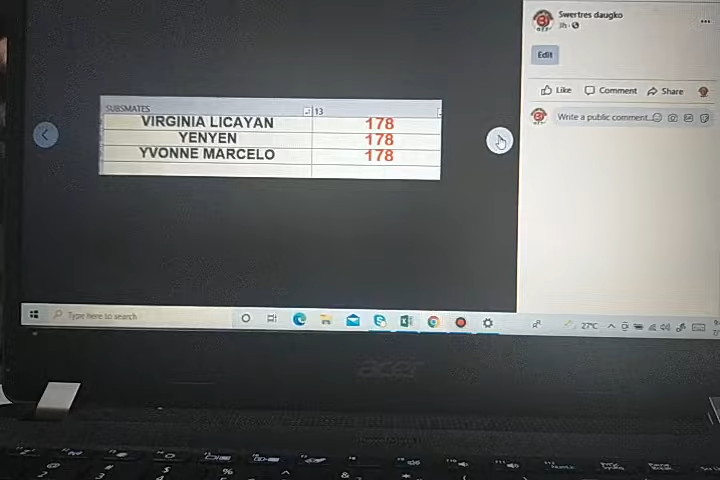 Swertres daugko
3h
Edit
Like Comment Share
Write a public comment...
SUBSMATES 13
VIRGINIA LICAYAN 178
YENYEN 178
YVONNE MARCELO 178
Type here to search
27°C
acer